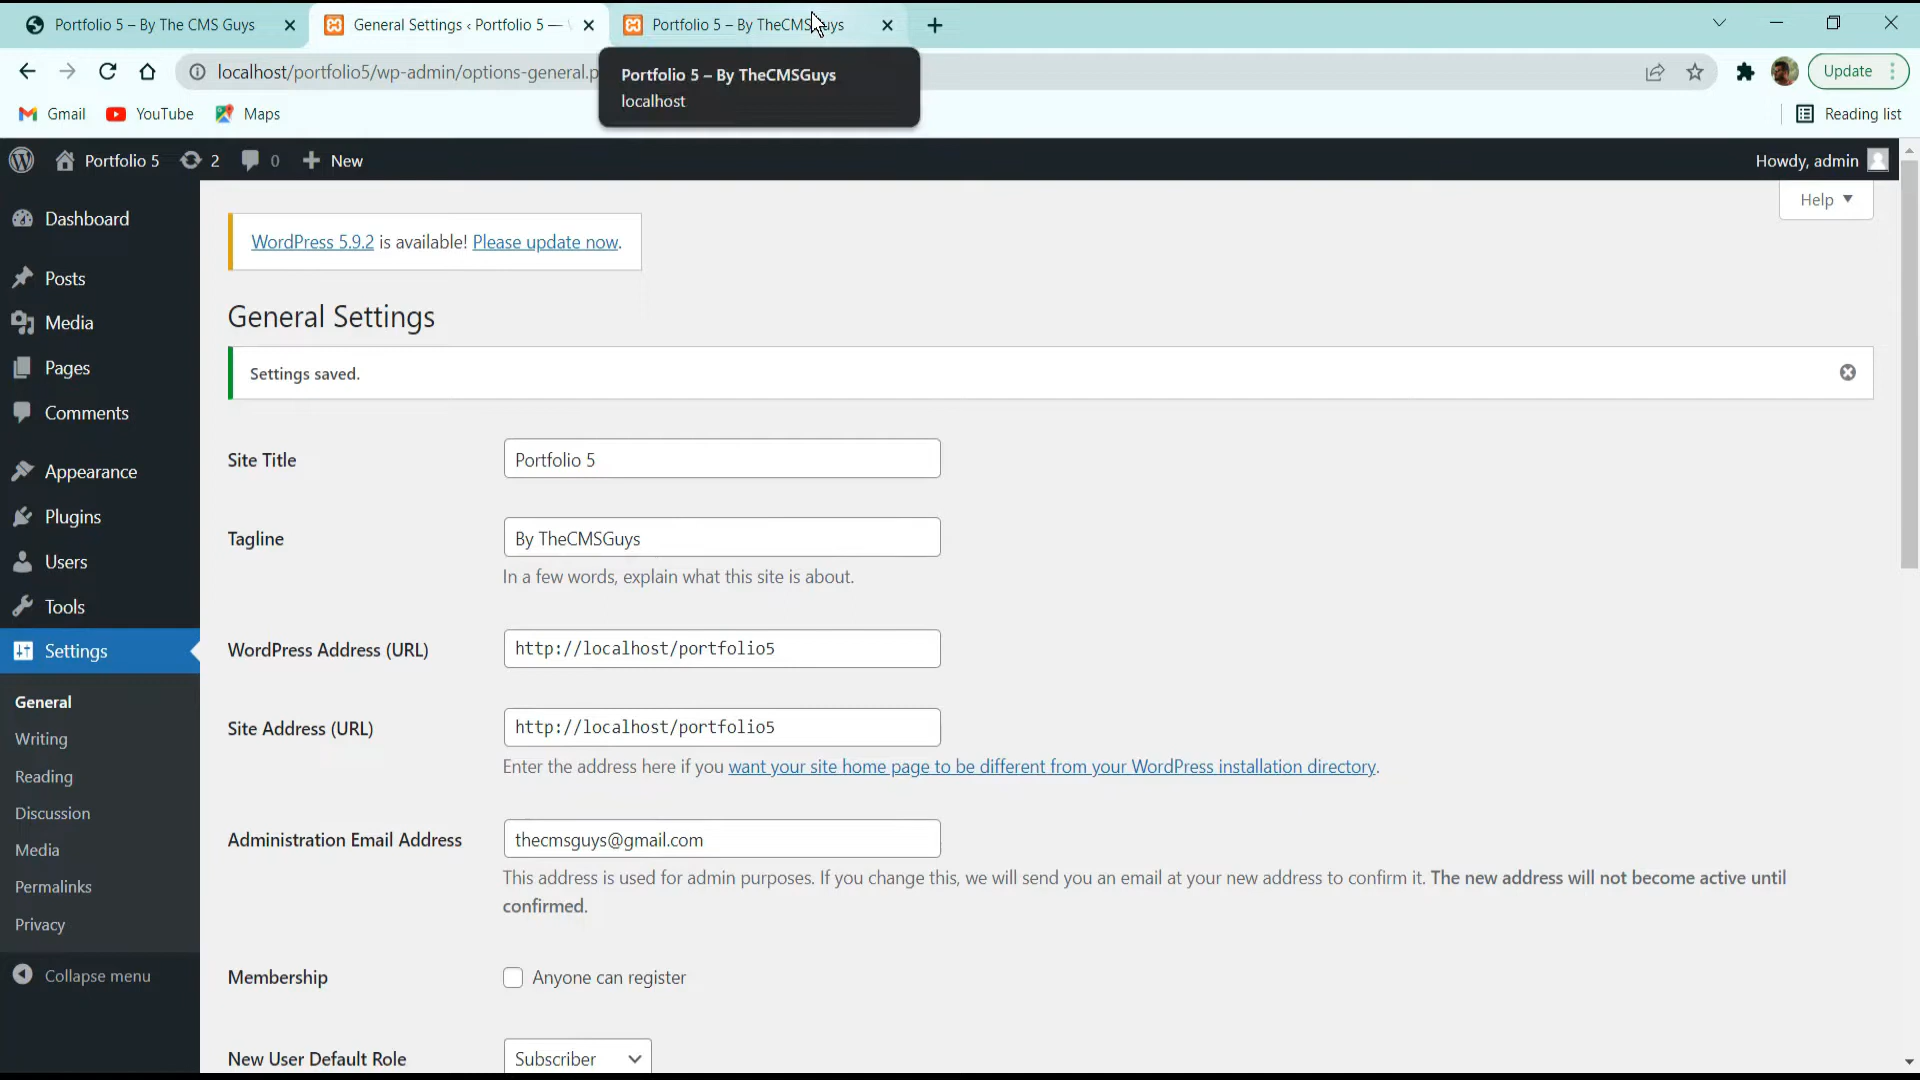 Portfolio 5 – By The CMS Guys
General Settings ‹ Portfolio 5 —
Portfolio 5 – By TheCMSGuys
localhost/portfolio5/wp-admin/options-general.p
Update
Portfolio 5 – By TheCMSGuys
localhost
Gmail
YouTube
Maps
Reading list
Portfolio 5
2
0
New
Howdy, admin
Help
Dashboard
Posts
Media
Pages
Comments
Appearance
Plugins
Users
Tools
Settings
General
Writing
Reading
Discussion
Media
Permalinks
Privacy
Collapse menu
WordPress 5.9.2 is available! Please update now.
General Settings
Settings saved.
Site Title
Portfolio 5
Tagline
By TheCMSGuys
In a few words, explain what this site is about.
WordPress Address (URL)
http://localhost/portfolio5
Site Address (URL)
http://localhost/portfolio5
Enter the address here if you want your site home page to be different from your WordPress installation directory.
Administration Email Address
thecmsguys@gmail.com
This address is used for admin purposes. If you change this, we will send you an email at your new address to confirm it. The new address will not become active until
confirmed.
Membership
Anyone can register
New User Default Role
Subscriber